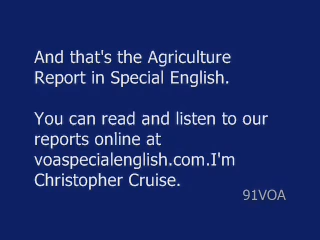 And that's the Agriculture
Report in Special English.
You can read and listen to our
reports online at
voaspecialenglish.com.I'm
Christopher Cruise.
91VOA